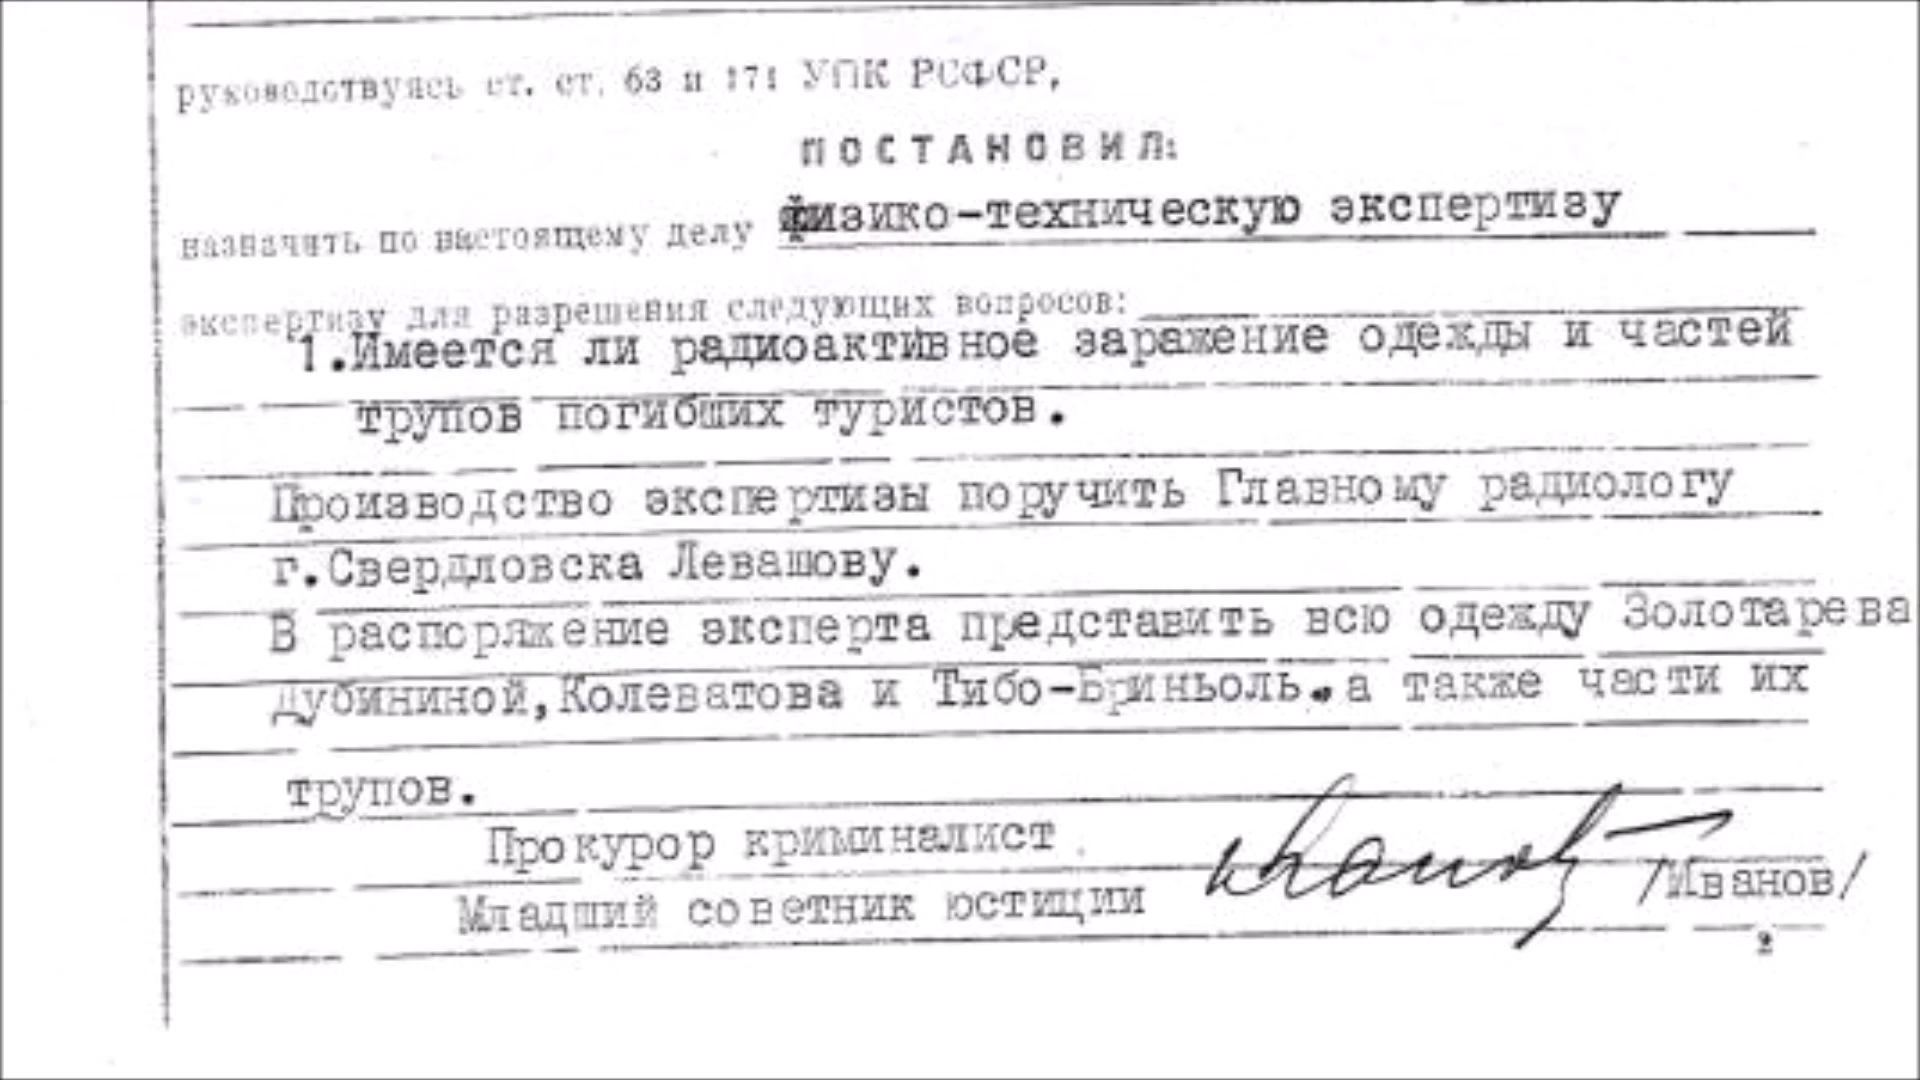 руководствуясь ст. ст. 63 и 171 УПК РСФСР,
ПОСТАНОВИЛ:
назначить по настоящему делу физико-техническую экспертизу
экспертизу для разрешения следующих вопросов:
1.Имеется ли радиоактивное заражение одежды и частей
трупов погибших туристов.
Производство экспертизы поручить Главному радиологу
г.Свердловска Левашову.
В распоряжение эксперта представить всю одежду Золотарева
Дубининой,Колеватова и Тибо-Бриньоль.а также части их
трупов.
Прокурор криминалист
Младший советник юстиции /Иванов/